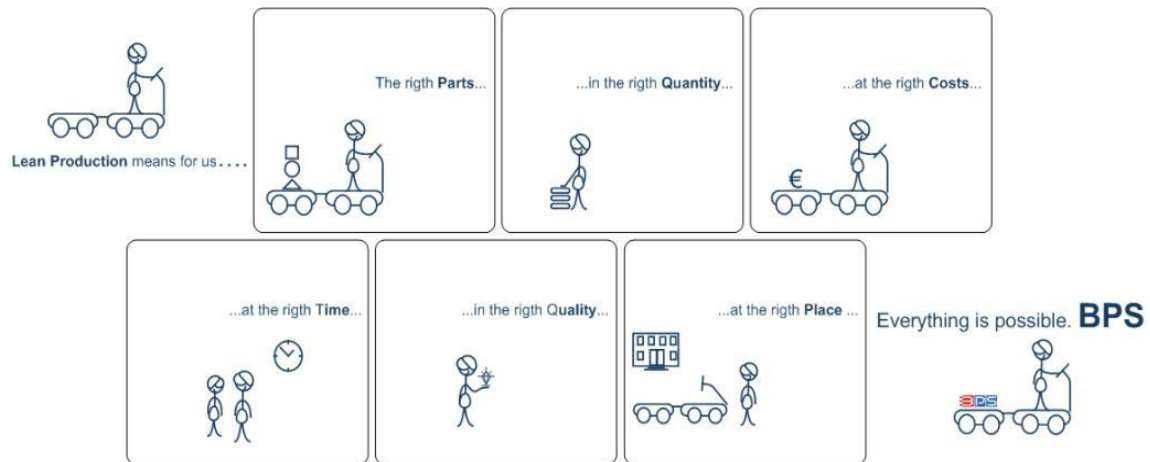 Lean Production means for us....
The rigth Parts...
...in the rigth Quantity...
...at the rigth Costs...
€
...at the rigth Time...
...in the rigth Quality...
...at the rigth Place ...
Everything is possible. BPS
BPS